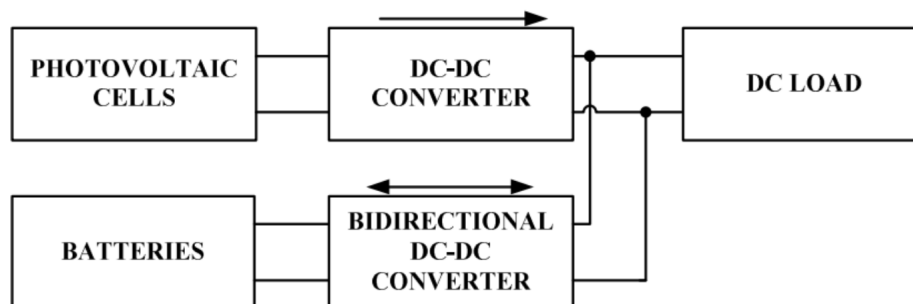 PHOTOVOLTAIC
CELLS
DC-DC
CONVERTER
DC LOAD
BATTERIES
BIDIRECTIONAL
DC-DC
CONVERTER